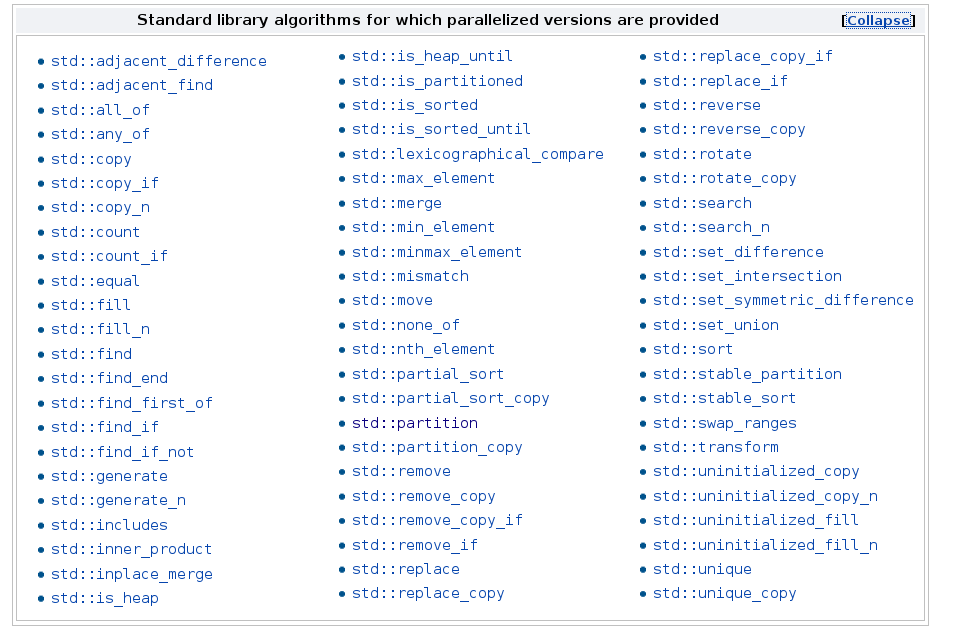 Standard library algorithms for which parallelized versions are provided
[Collapse]
std::adjacent_difference
std::adjacent_find
std::all_of
std::any_of
std::copy
std::copy_if
std::copy_n
std::count
std::count_if
std::equal
std::fill
std::fill_n
std::find
std::find_end
std::find_first_of
std::find_if
std::find_if_not
std::generate
std::generate_n
std::includes
std::inner_product
std::inplace_merge
std::is_heap
std::is_heap_until
std::is_partitioned
std::is_sorted
std::is_sorted_until
std::lexicographical_compare
std::max_element
std::merge
std::min_element
std::minmax_element
std::mismatch
std::move
std::none_of
std::nth_element
std::partial_sort
std::partial_sort_copy
std::partition
std::partition_copy
std::remove
std::remove_copy
std::remove_copy_if
std::remove_if
std::replace
std::replace_copy
std::replace_copy_if
std::replace_if
std::reverse
std::reverse_copy
std::rotate
std::rotate_copy
std::search
std::search_n
std::set_difference
std::set_intersection
std::set_symmetric_difference
std::set_union
std::sort
std::stable_partition
std::stable_sort
std::swap_ranges
std::transform
std::uninitialized_copy
std::uninitialized_copy_n
std::uninitialized_fill
std::uninitialized_fill_n
std::unique
std::unique_copy